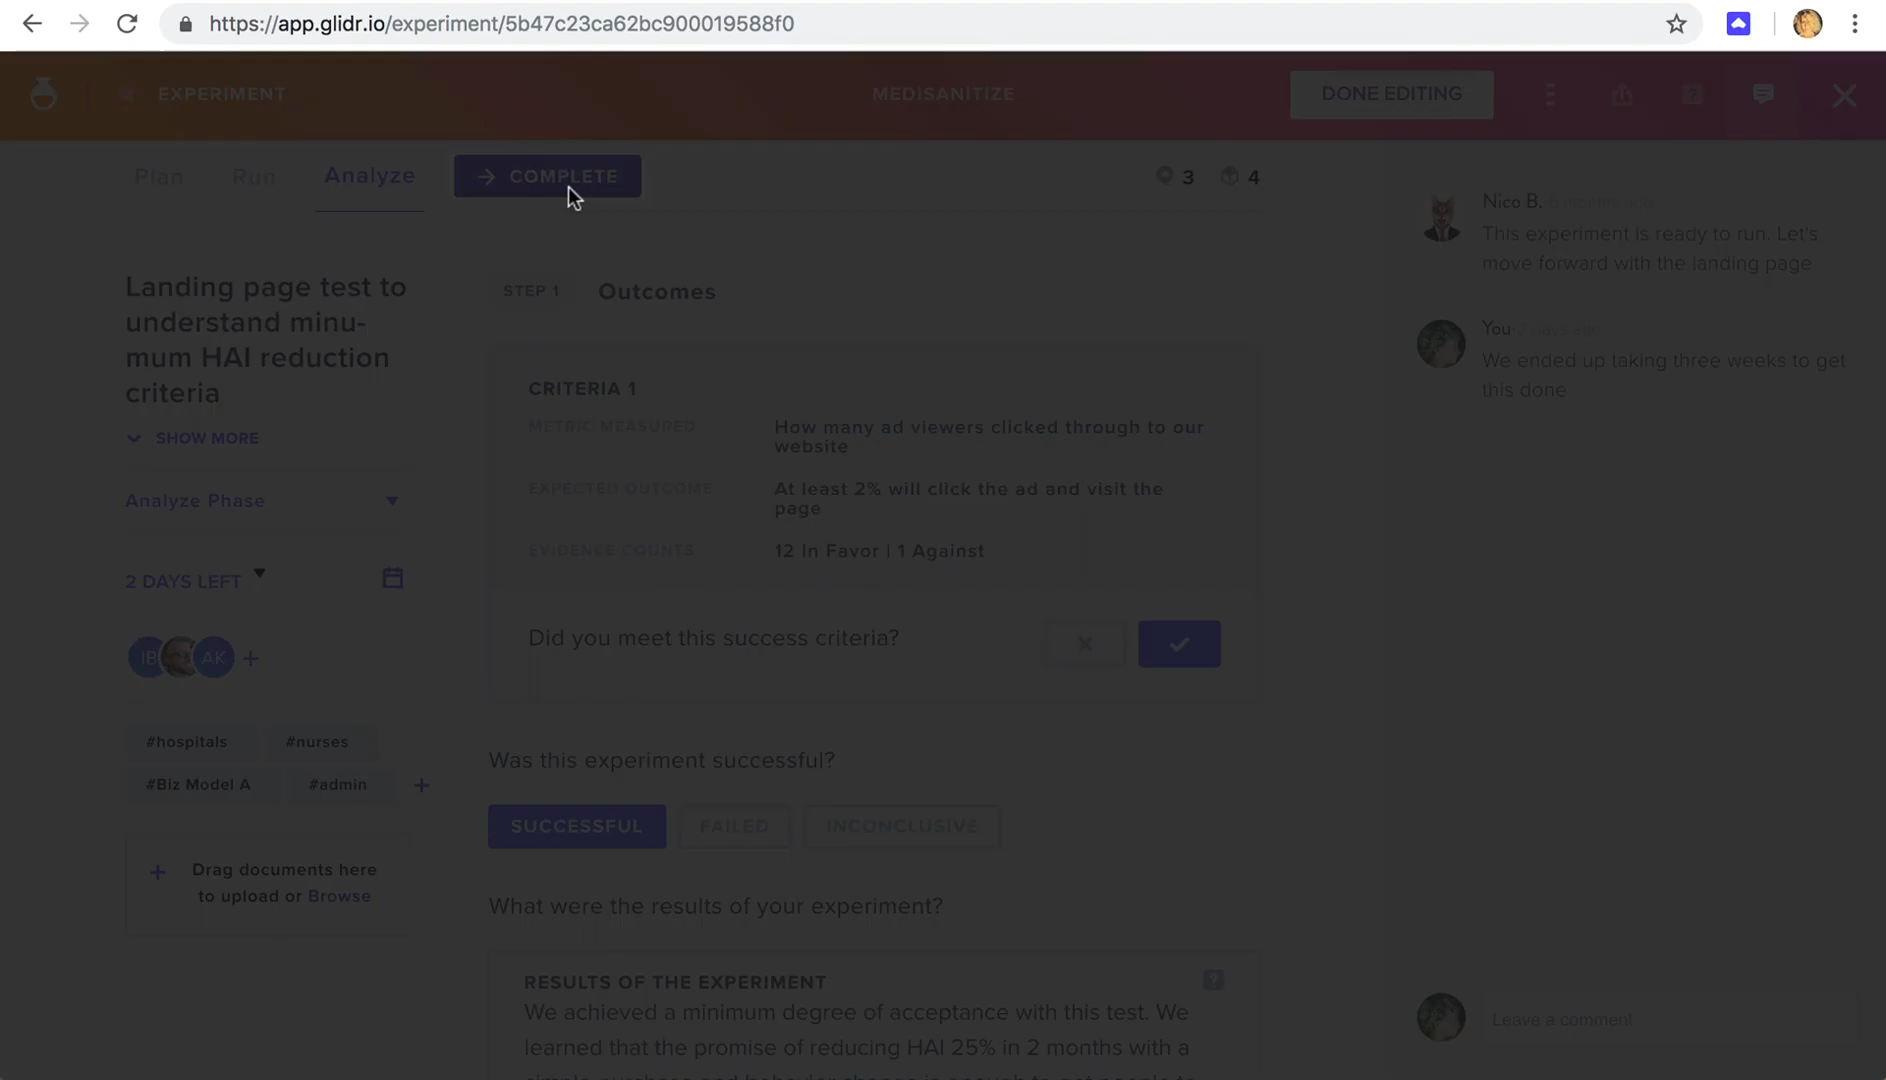 https://app.glidr.io/experiment/5b47c23ca62bc900019588f0
EXPERIMENT
MEDISANITIZE
DONE EDITING
Plan
Run
Analyze
COMPLETE
3
4
Landing page test to
understand minu-
mum HAI reduction
criteria
SHOW MORE
Analyze Phase
2 DAYS LEFT
IB
AK
#hospitals
#nurses
#Biz Model A
#admin
Drag documents here
to upload or Browse
STEP 1
Outcomes
CRITERIA 1
METRIC MEASURED
How many ad viewers clicked through to our
website
EXPECTED OUTCOME
At least 2% will click the ad and visit the
page
EVIDENCE COUNTS
12 In Favor | 1 Against
Did you meet this success criteria?
Was this experiment successful?
SUCCESSFUL
FAILED
INCONCLUSIVE
What were the results of your experiment?
RESULTS OF THE EXPERIMENT
?
We achieved a minimum degree of acceptance with this test. We
learned that the promise of reducing HAI 25% in 2 months with a
Nico B.
This experiment is ready to run. Let's
move forward with the landing page
You
days ago
We ended up taking three weeks to get
this done
Leave a comment